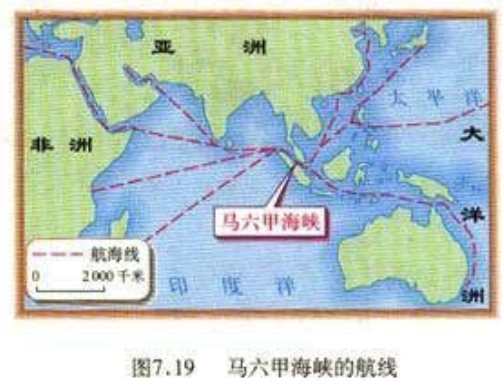 亚 洲
太 平 洋
非 洲
大
洋
洲
马六甲海峡
航海线
0 2 000 千米
印 度 洋
图7.19 马六甲海峡的航线